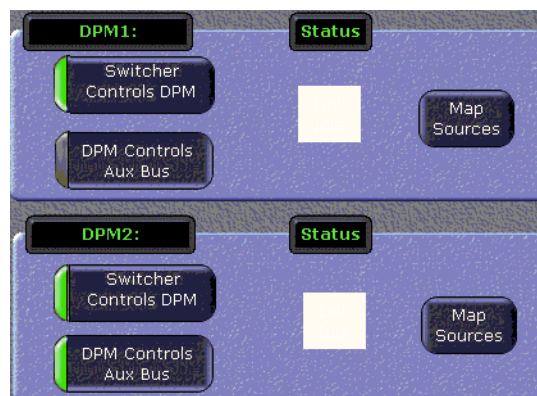 DPM1:
Status
Switcher
Controls DPM
Map
Sources
DPM Controls
Aux Bus
DPM2:
Status
Switcher
Controls DPM
Map
Sources
DPM Controls
Aux Bus